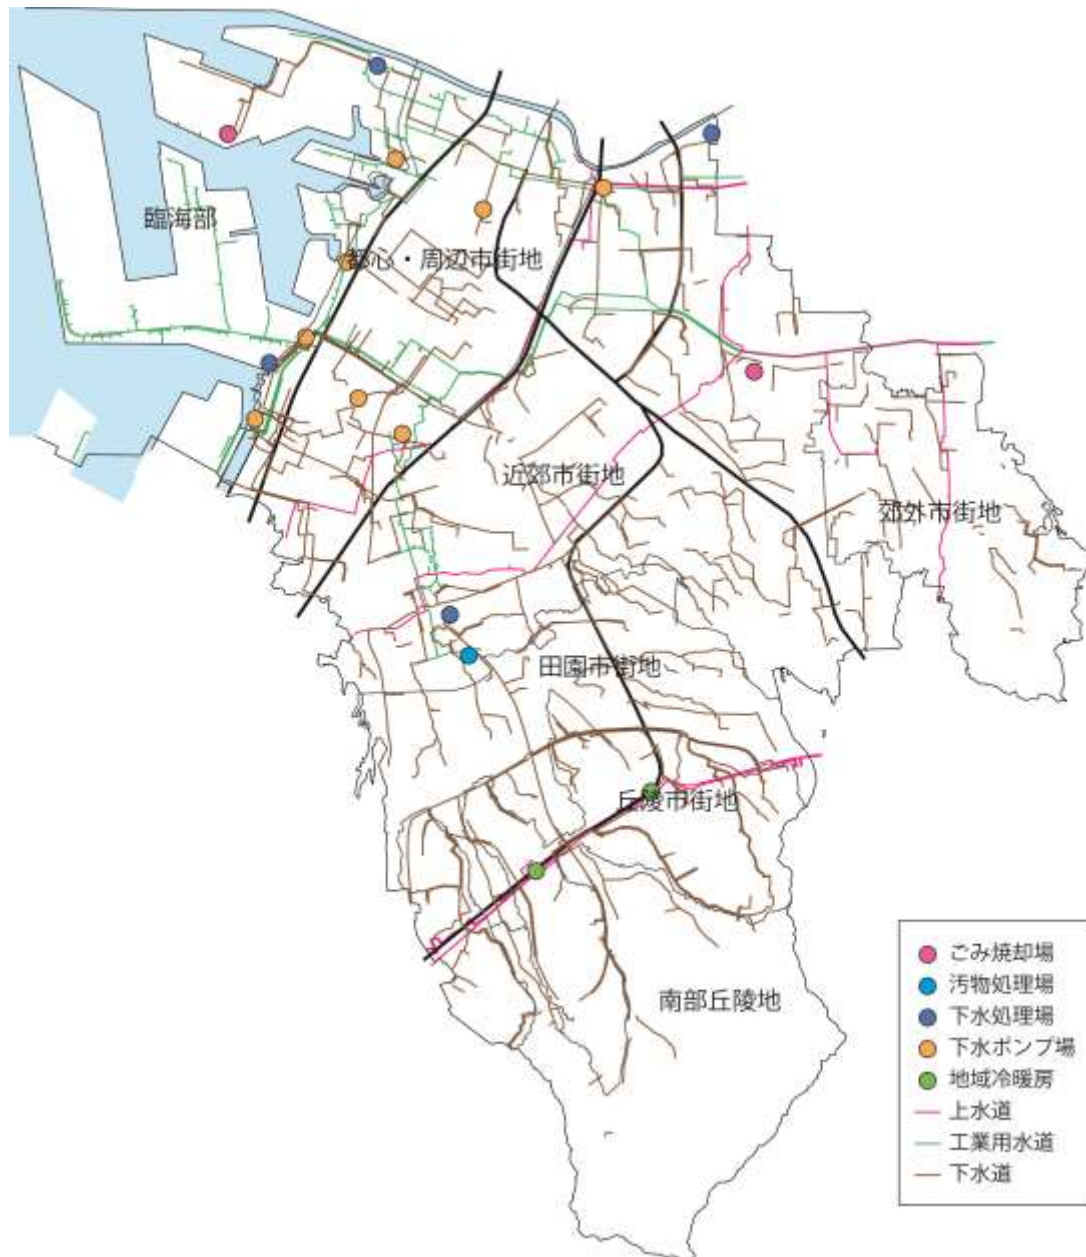 臨海部
都心・周辺市街地
近郊市街地
郊外市街地
田園市街地
丘陵市街地
南部丘陵地
ごみ焼却場
汚物処理場
下水処理場
下水ポンプ場
地域冷暖房
上水道
工業用水道
下水道